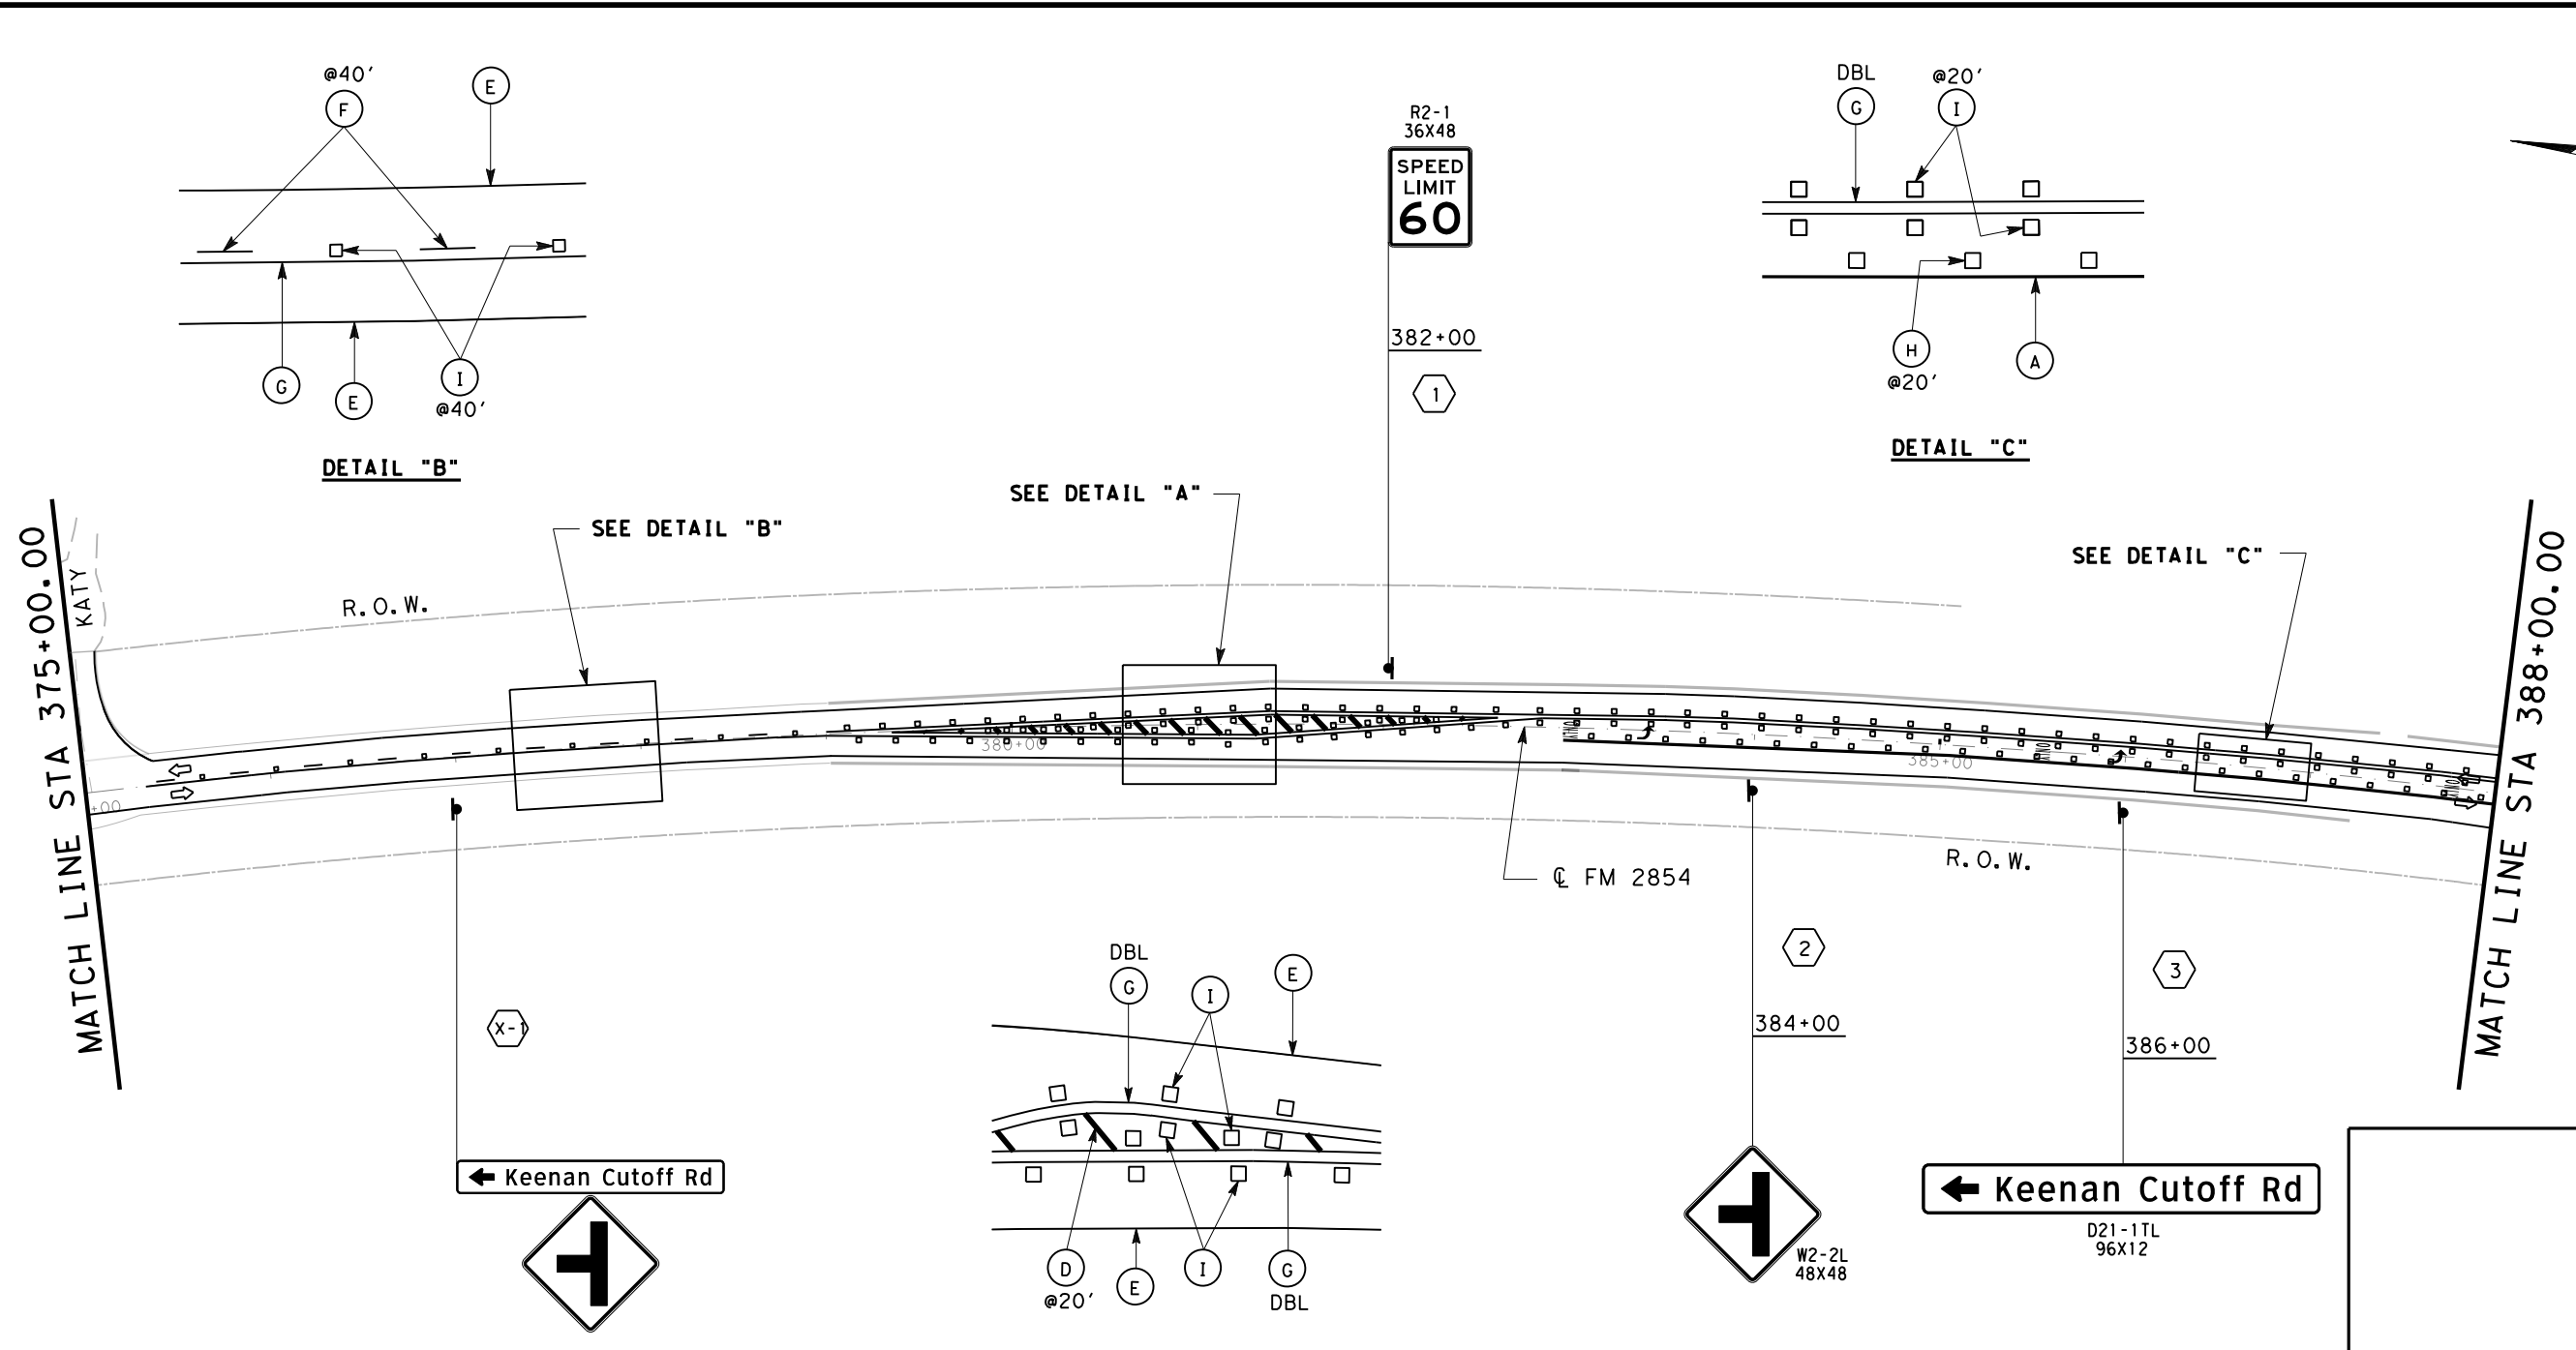 @40'
F
E
G
E
I
@40'
DETAIL "B"
R2-1
36X48
SPEED
LIMIT
60
382+00
1
DBL
G
@20'
I
H
@20'
A
DETAIL "C"
SEE DETAIL "B"
SEE DETAIL "A"
SEE DETAIL "C"
MATCH LINE STA 375+00.00
KATY
R.O.W.
+00
380+00
385+00
℄ FM 2854
R.O.W.
MATCH LINE STA 388+00.00
X-1
← Keenan Cutoff Rd
DBL
G
I
E
D
@20'
E
I
G
DBL
2
384+00
W2-2L
48X48
3
386+00
← Keenan Cutoff Rd
D21-1TL
96X12